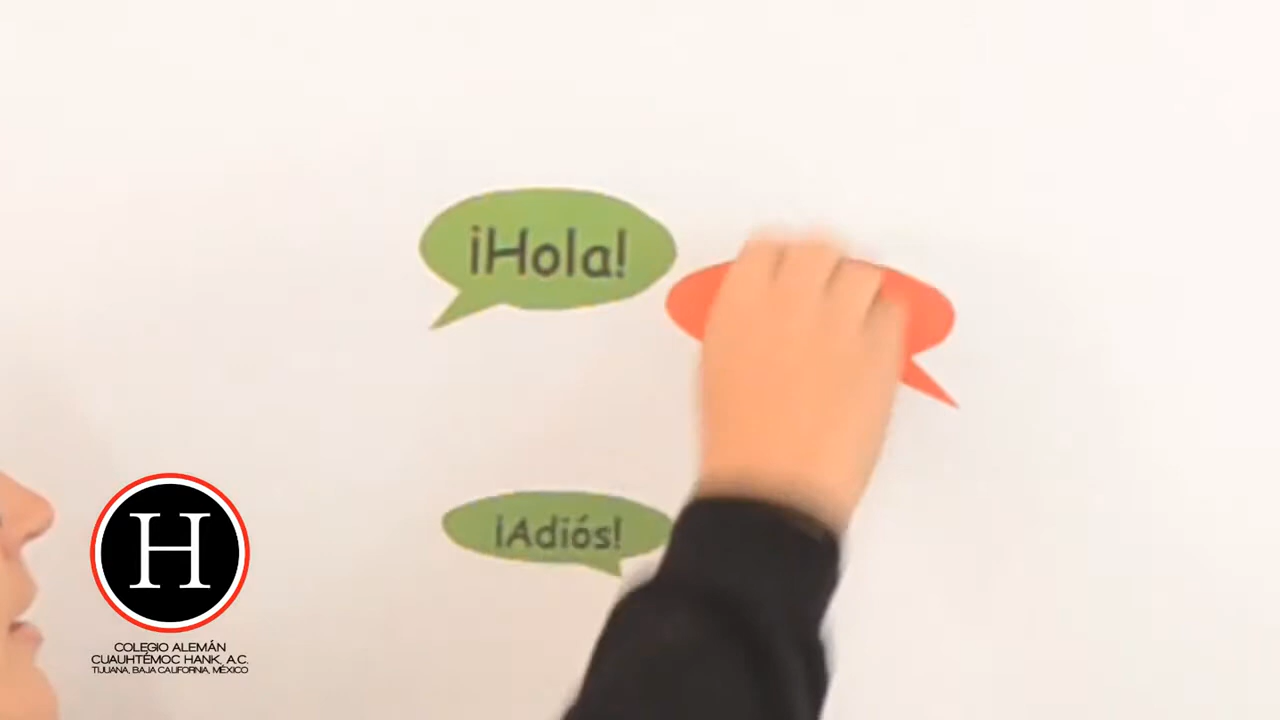 ¡Hola!
¡Adiós!
H
COLEGIO ALEMÁN
CUAUHTÉMOC HANK, A.C.
TIJUANA, BAJA CALIFORNIA, MÉXICO